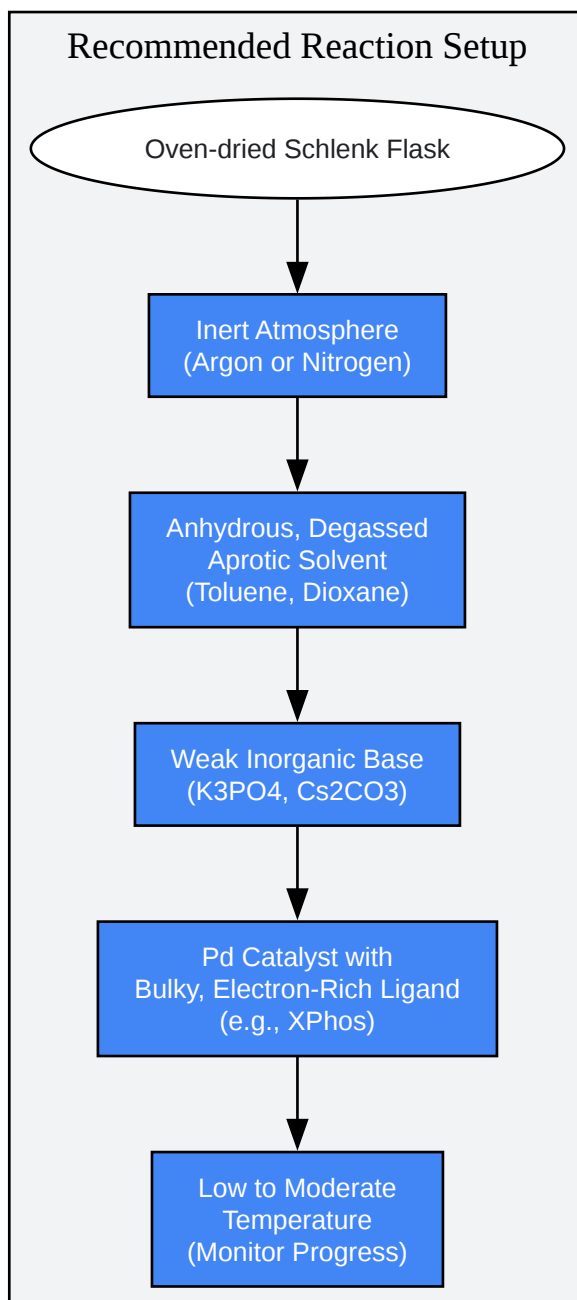 Recommended Reaction Setup
Oven-dried Schlenk Flask
Inert Atmosphere
(Argon or Nitrogen)
Anhydrous, Degassed
Aprotic Solvent
(Toluene, Dioxane)
Weak Inorganic Base
(K3PO4, Cs2CO3)
Pd Catalyst with
Bulky, Electron-Rich Ligand
(e.g., XPhos)
Low to Moderate
Temperature
(Monitor Progress)